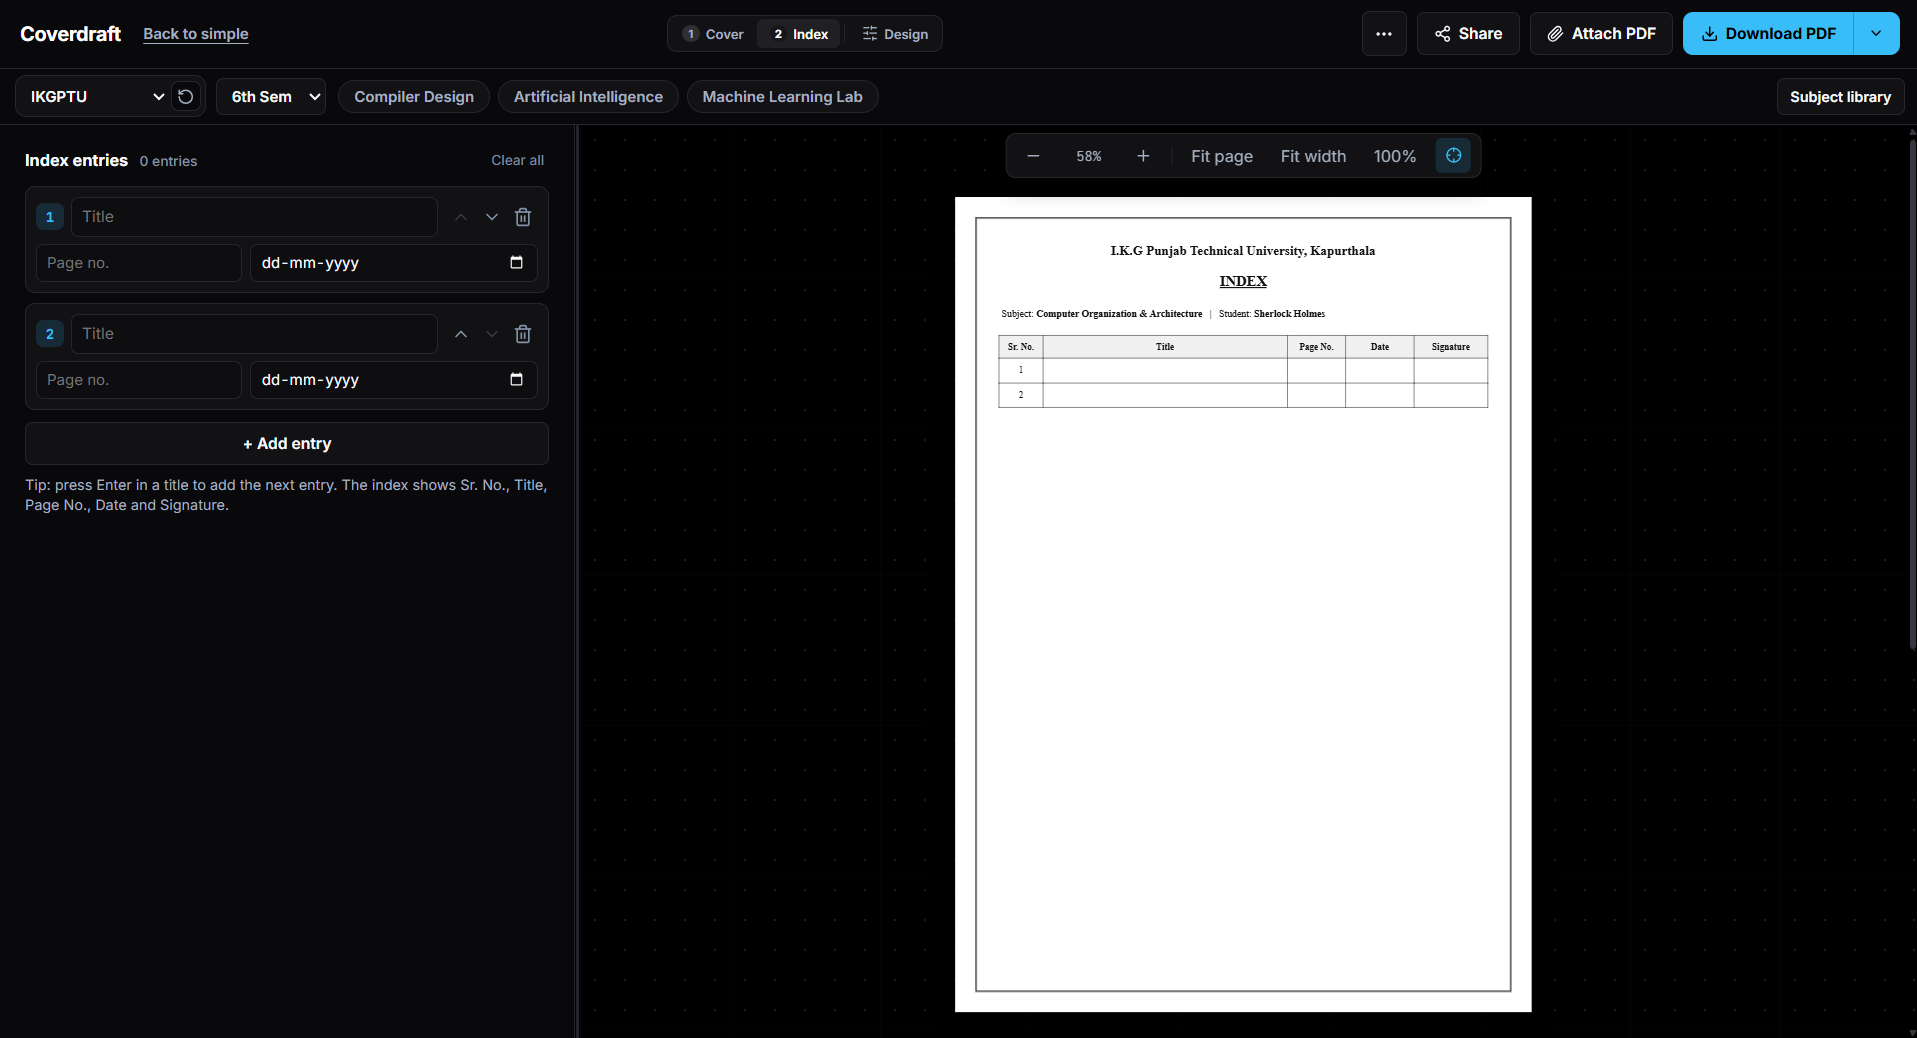 Coverdraft Back to simple 1 Cover 2 Index Design ... Share Attach PDF Download PDF
IKGPTU 6th Sem Compiler Design Artificial Intelligence Machine Learning Lab Subject library
Index entries 0 entries Clear all
1 Title
Page no. dd-mm-yyyy
2 Title
Page no. dd-mm-yyyy
+ Add entry
Tip: press Enter in a title to add the next entry. The index shows Sr. No., Title,
Page No., Date and Signature.
− 58% + Fit page Fit width 100%
I.K.G Punjab Technical University, Kapurthala
INDEX
Subject: Computer Organization & Architecture | Student: Sherlock Holmes
Sr. No. Title Page No. Date Signature
1
2